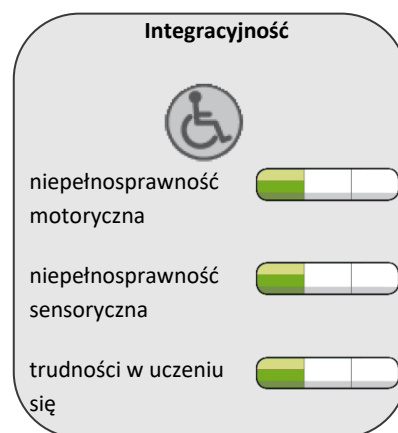 Integracyjność
niepełnosprawność
motoryczna
niepełnosprawność
sensoryczna
trudności w uczeniu
się